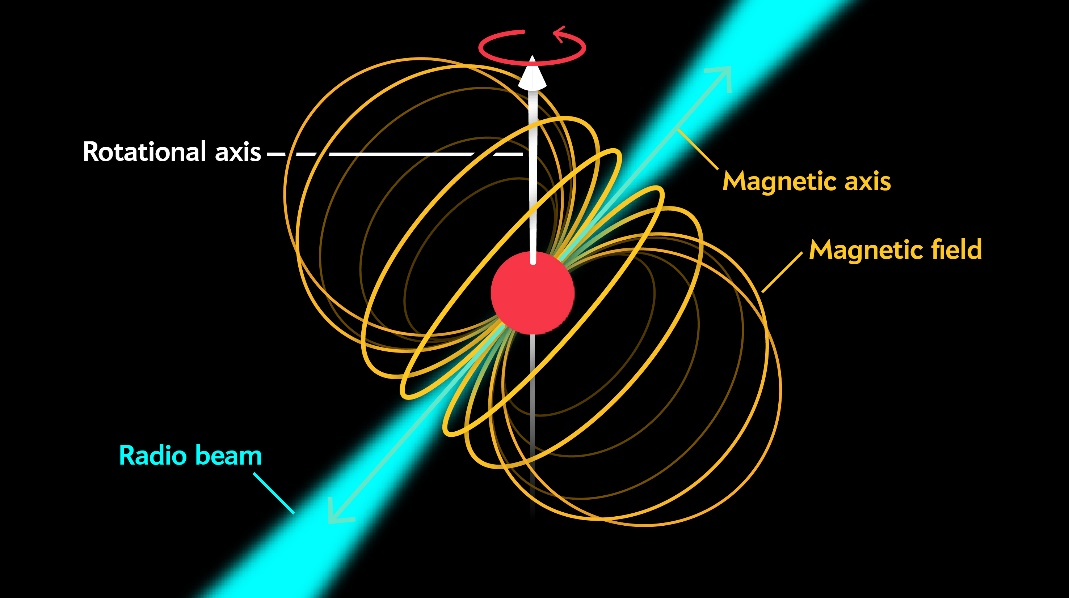 Rotational axis
Magnetic axis
Magnetic field
Radio beam